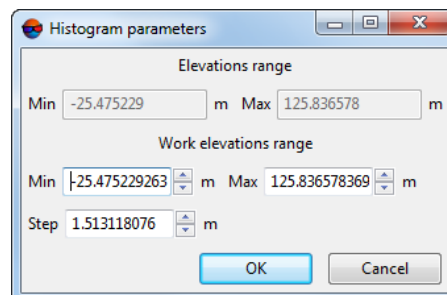 Histogram parameters
Elevations range
Min -25.475229 m Max 125.836578 m
Work elevations range
Min -25.475229263 m Max 125.836578369 m
Step 1.513118076 m
OK Cancel